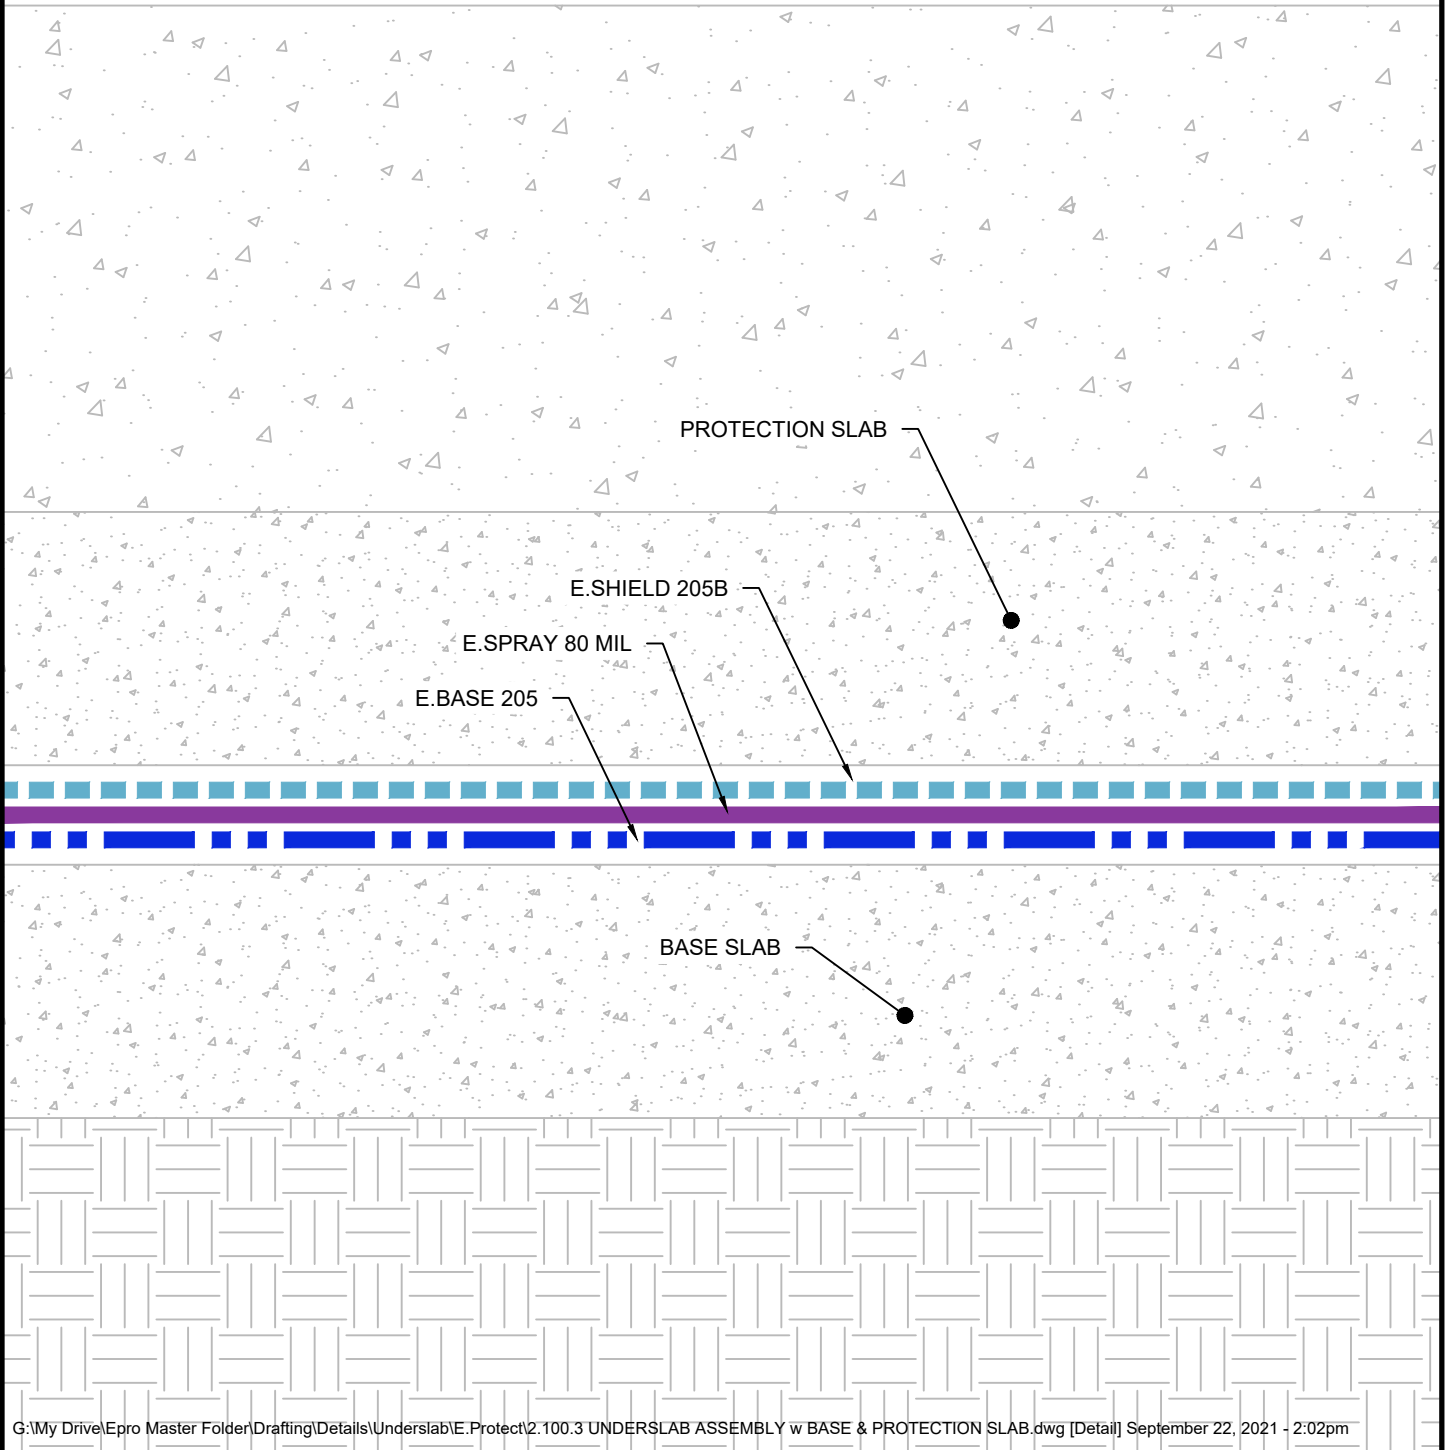 PROTECTION SLAB
E.SHIELD 205B
E.SPRAY 80 MIL
E.BASE 205
BASE SLAB
G:\My Drive\Epro Master Folder\Drafting\Details\Underslab\E.Protect\2.100.3 UNDERSLAB ASSEMBLY w BASE & PROTECTION SLAB.dwg [Detail] September 22, 2021 - 2:02pm